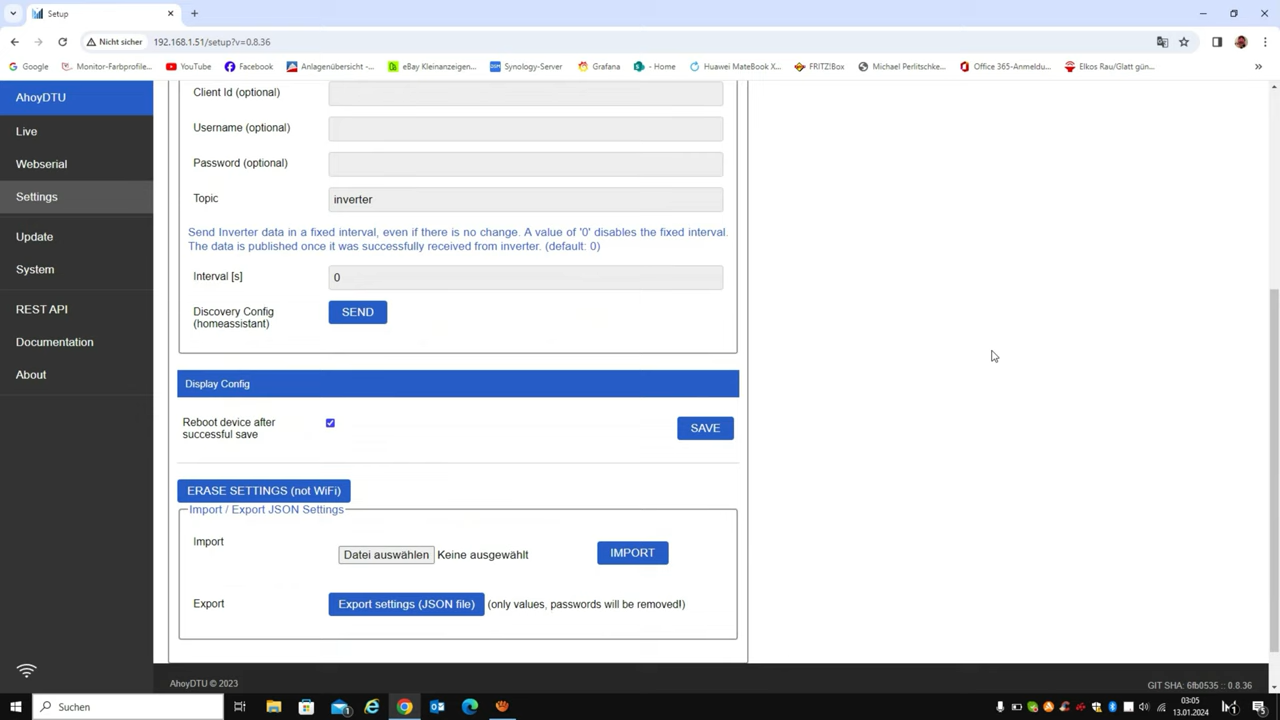 Setup
Nicht sicher
192.168.1.51/setup?v=0.8.36
Google
Monitor-Farbprofile...
YouTube
Facebook
Anlagenübersicht -...
eBay Kleinanzeigen...
Synology-Server
Grafana
- Home
Huawei MateBook X...
FRITZ!Box
Michael Perlitschke...
Office 365-Anmeldu...
Elkos Rau/Glatt gün...
AhoyDTU
Live
Webserial
Settings
Update
System
REST API
Documentation
About
Client Id (optional)
Username (optional)
Password (optional)
Topic
inverter
Send Inverter data in a fixed interval, even if there is no change. A value of '0' disables the fixed interval.
The data is published once it was successfully received from inverter. (default: 0)
Interval [s]
0
Discovery Config
(homeassistant)
SEND
Display Config
Reboot device after
successful save
SAVE
ERASE SETTINGS (not WiFi)
Import / Export JSON Settings
Import
Datei auswählen Keine ausgewählt
IMPORT
Export
Export settings (JSON file) (only values, passwords will be removed!)
AhoyDTU © 2023
GIT SHA: 6fb0535 :: 0.8.36
Suchen
03:05
13.01.2024